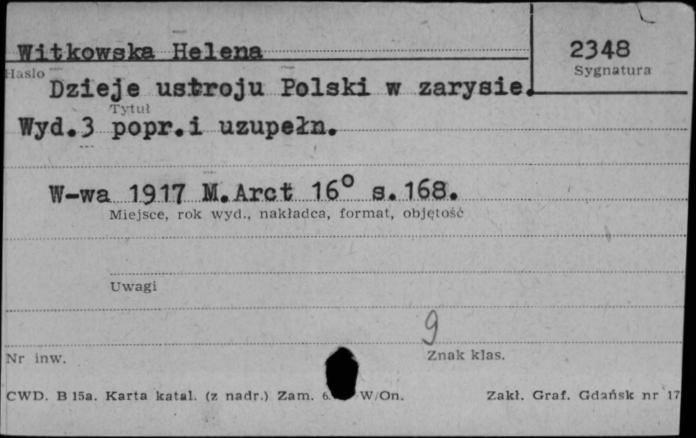 Witkowska Helena
2348
Hasło
Sygnatura
Dzieje ustroju Polski w zarysie.
Tytuł
Wyd.3 popr.i uzupełn.
W-wa 1917 M.Arct 16° s.168.
Miejsce, rok wyd., nakładca, format, objętość
Uwagi
9
Nr inw.
Znak klas.
CWD. B 15a. Karta katal. (z nadr.) Zam. W/On.
Zakł. Graf. Gdańsk nr 17